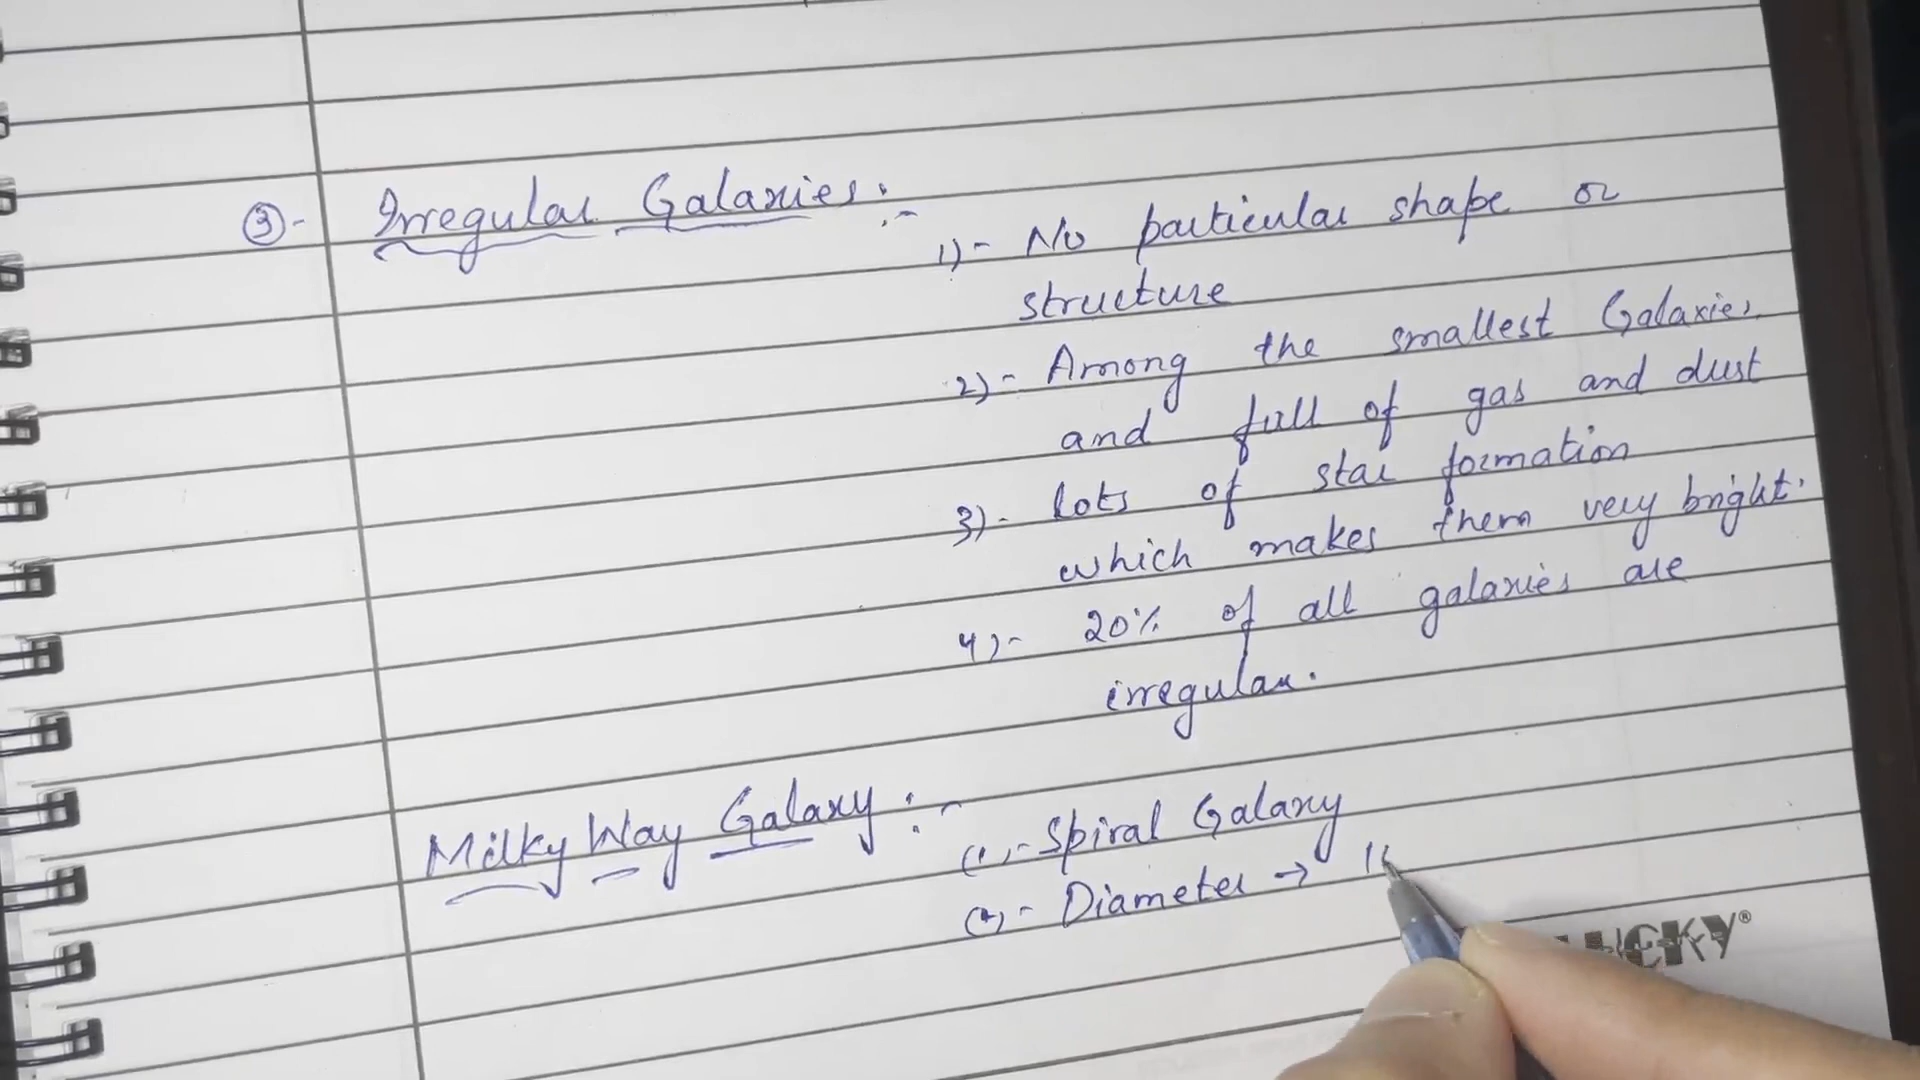 ③- Irregular Galaxies:-
1)- No particular shape or
structure
2)- Among the smallest Galaxies
and full of gas and dust
3)- Lots of star formation
which makes them very bright.
4)- 20% of all galaxies are
irregular.
Milky Way Galaxy:-
(1)- Spiral Galaxy
(2)- Diameter →
LUCKY®